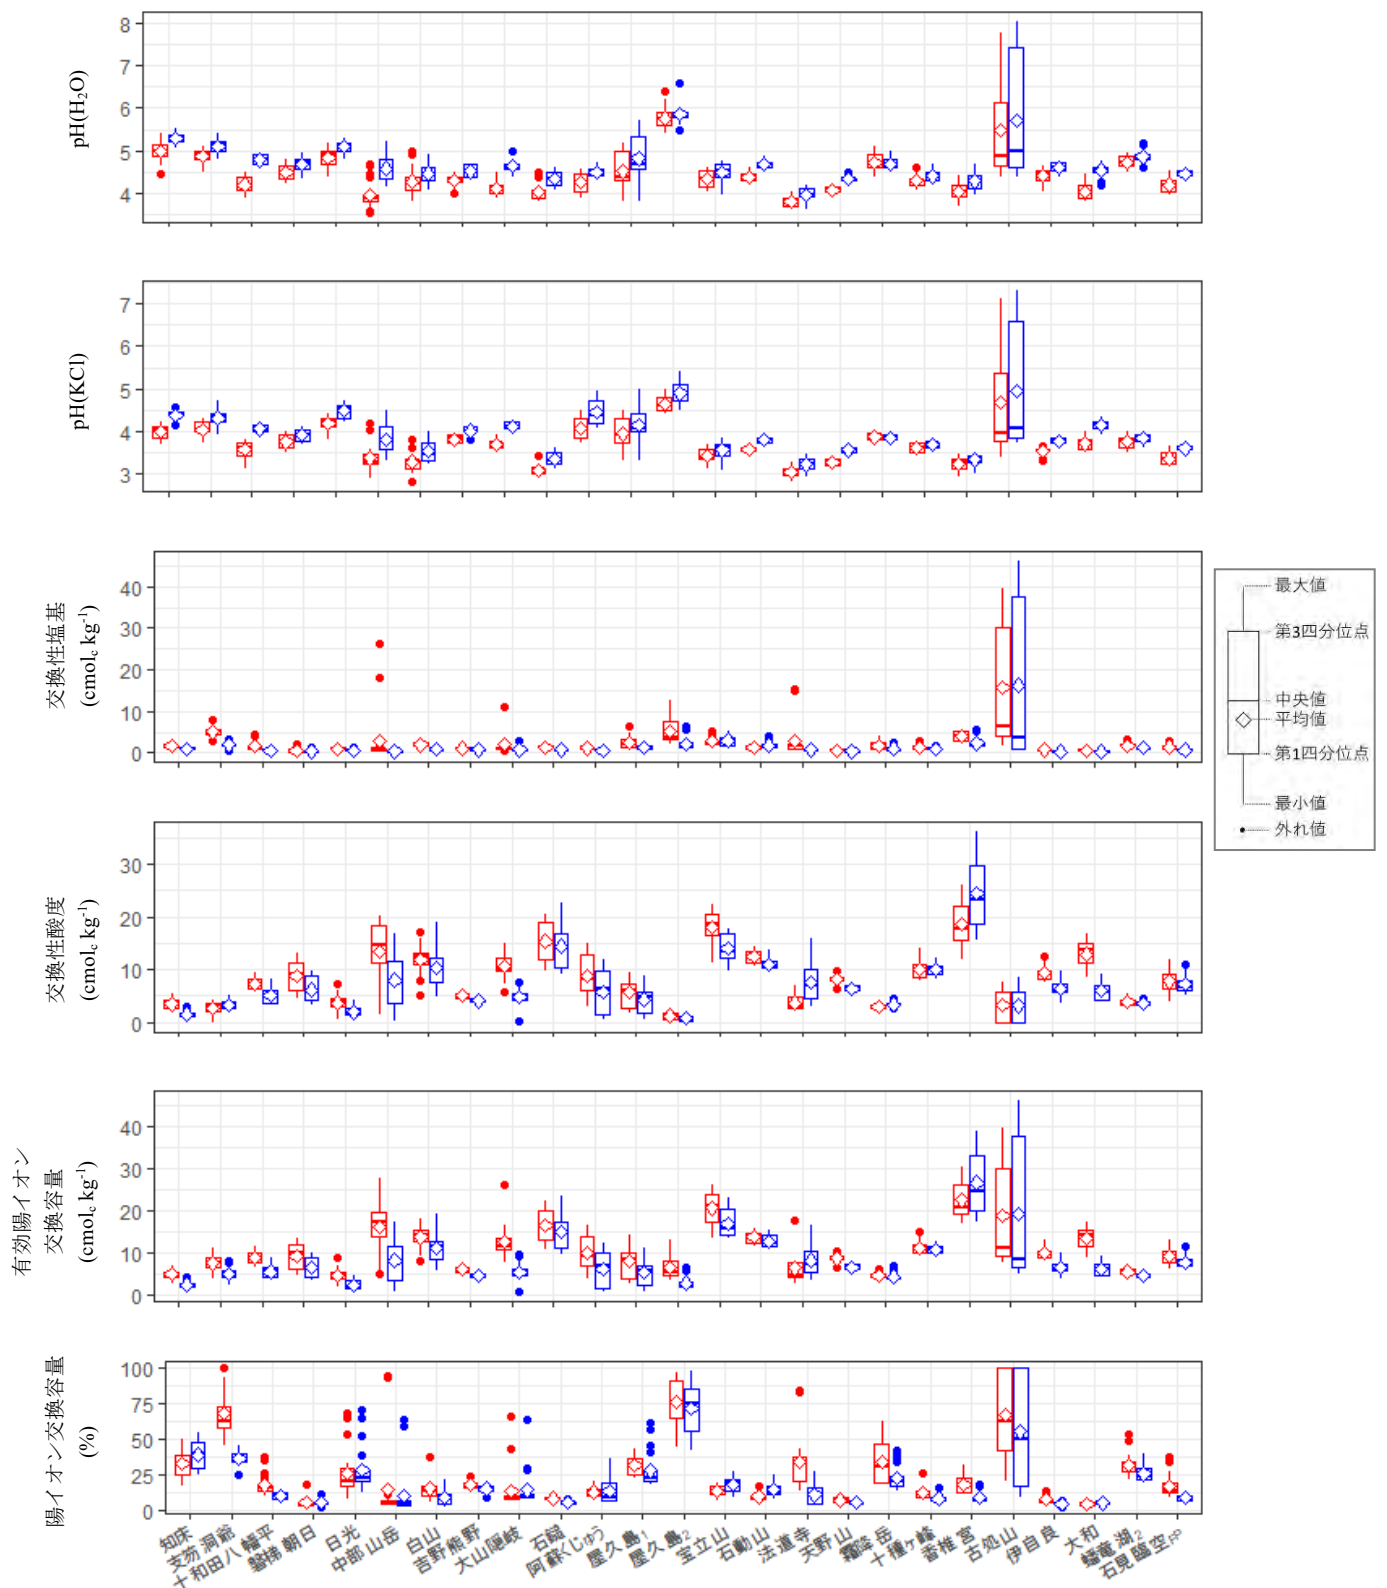 pH(H₂O)
8
7
6
5
4
pH(KCl)
7
6
5
4
3
交換性塩基
(cmol꜀ kg⁻¹)
40
30
20
10
0
最大値
第3四分位点
中央値
平均値
第1四分位点
最小値
外れ値
交換性酸度
(cmol꜀ kg⁻¹)
30
20
10
0
有効陽イオン
交換容量
(cmol꜀ kg⁻¹)
40
30
20
10
0
陽イオン交換容量
(%)
100
75
50
25
0
知床
支笏洞爺
十和田八幡平
磐梯朝日
日光
中部山岳
白山
吉野熊野
大山隠岐
石鎚
阿蘇くじゅう
屋久島1
屋久島2
宝立山
石動山
法道寺
天野山
霜降岳
十種ヶ峰
香椎宮
古処山
伊自良
大和
蟠竜湖2
石見臨空FP